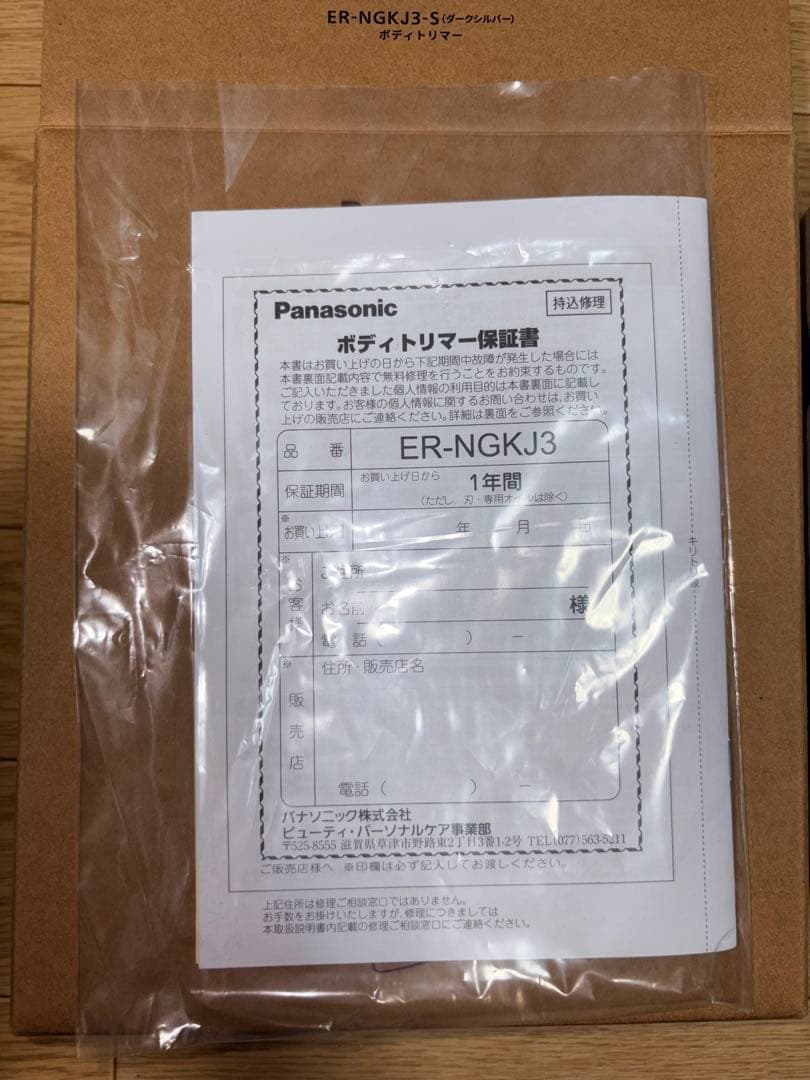 ER-NGKJ3-S(ダークシルバー)
ボディトリマー
Panasonic
持込修理
ボディトリマー保証書
本書はお買い上げの日から下記期間中故障が発生した場合には
本書裏面記載内容で無料修理を行うことをお約束するものです。
ご記入いただきました個人情報の利用目的は本書裏面に記載し
ております。お客様の個人情報に関するお問い合わせは、お買い
上げの販売店にご連絡ください。詳細は裏面をご参照ください。
品 番 ER-NGKJ3
保証期間 お買い上げ日から 1年間
(ただし、刃・専用オイルは除く)
※お買い上げ日 年 月 日
※お客様 ご住所
お名前 様
電話( ) -
※販売店 住所・販売店名
電話( ) -
キリトリ線
パナソニック株式会社
ビューティ・パーソナルケア事業部
〒525-8555 滋賀県草津市野路東2丁目3番1-2号 TEL(077)563-5211
ご販売店様へ ※印欄は必ず記入してお渡しください。
上記住所は修理ご相談窓口ではありません。
お手数をお掛けいたしますが、修理につきましては
本取扱説明書内記載の修理ご相談窓口にご連絡ください。